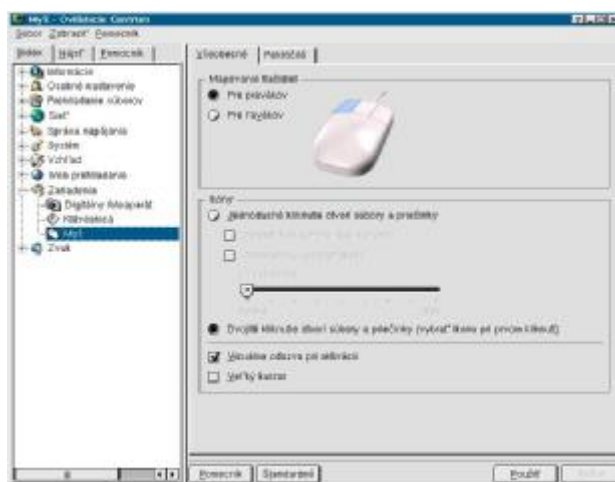 Myš - Ovládacie Centrum
Súbor Zobraziť Pomocník
Index Hľadať Pomocník
Informácie
Osobné nastavenie
Prehliadanie súborov
Sieť
Správa napájania
Systém
Vzhľad
Web prehliadanie
Zariadenia
Digitálny fotoaparát
Klávesnica
Myš
Zvuk
Všeobecné Pokročilé
Mapovanie tlačidiel
Pre pravákov
Pre ľavákov
Ikony
Jednoduché kliknutie otvorí súbory a priečinky
Dvojité kliknutie otvorí súbory a priečinky (vybrať ikonu pri prvom kliknutí)
Vizuálna odozva pri aktivácii
Veľký kurzor
Pomocník Štandardné Použiť